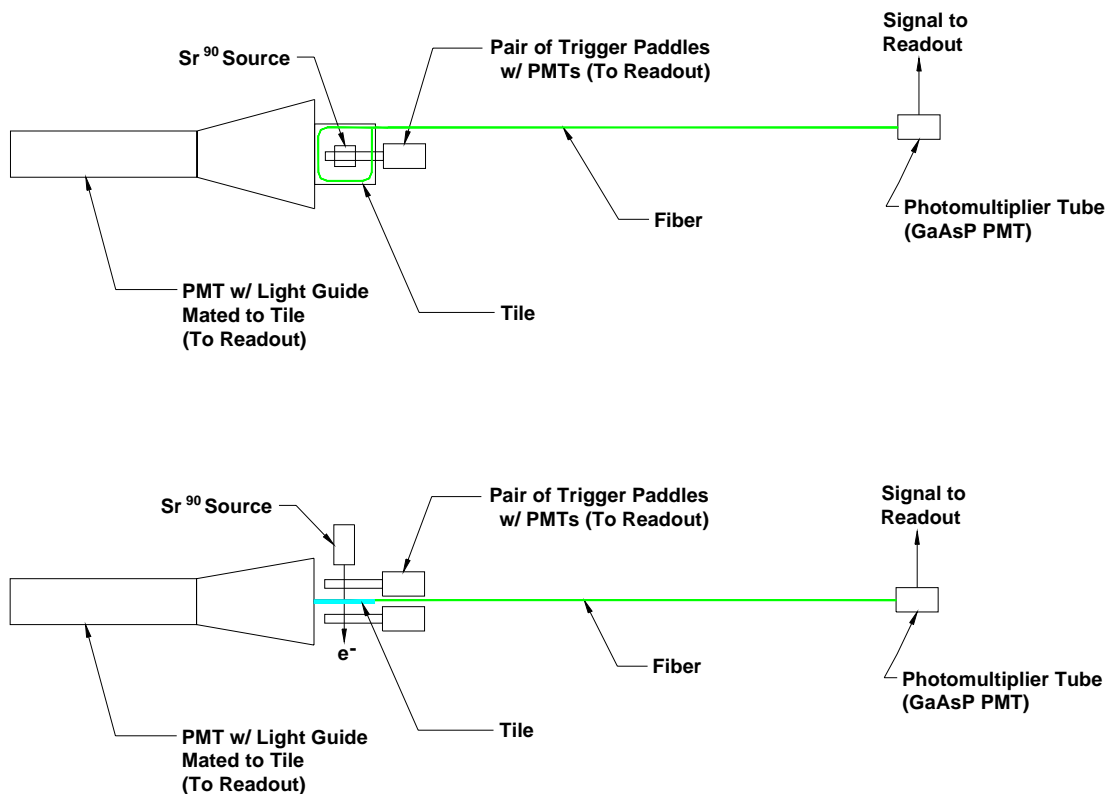 Signal to
Readout
Pair of Trigger Paddles
w/ PMTs (To Readout)
Sr 90 Source
Fiber
Photomultiplier Tube
(GaAsP PMT)
PMT w/ Light Guide
Mated to Tile
(To Readout)
Tile
Signal to
Readout
Pair of Trigger Paddles
w/ PMTs (To Readout)
Sr 90 Source
e-
Fiber
Photomultiplier Tube
(GaAsP PMT)
Tile
PMT w/ Light Guide
Mated to Tile
(To Readout)